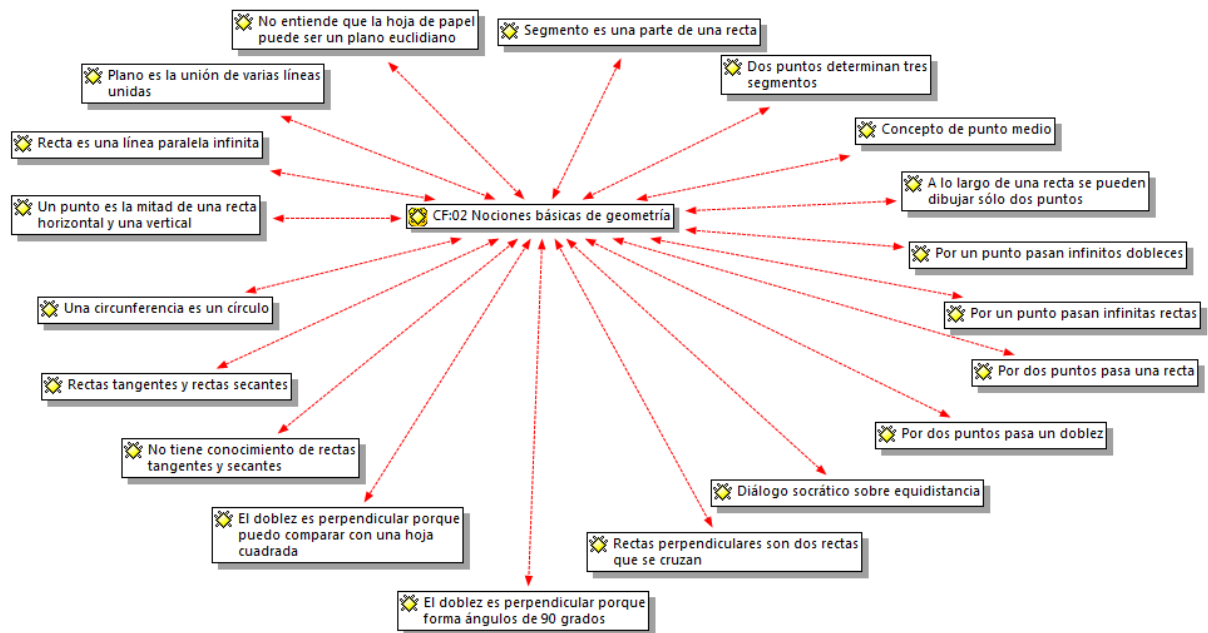 No entiende que la hoja de papel
puede ser un plano euclidiano
Segmento es una parte de una recta
Plano es la unión de varias líneas
unidas
Dos puntos determinan tres
segmentos
Recta es una línea paralela infinita
Concepto de punto medio
Un punto es la mitad de una recta
horizontal y una vertical
CF:02 Nociones básicas de geometría
A lo largo de una recta se pueden
dibujar sólo dos puntos
Por un punto pasan infinitos dobleces
Una circunferencia es un círculo
Por un punto pasan infinitas rectas
Rectas tangentes y rectas secantes
Por dos puntos pasa una recta
No tiene conocimiento de rectas
tangentes y secantes
Por dos puntos pasa un doblez
El doblez es perpendicular porque
puedo comparar con una hoja
cuadrada
Diálogo socrático sobre equidistancia
Rectas perpendiculares son dos rectas
que se cruzan
El doblez es perpendicular porque
forma ángulos de 90 grados